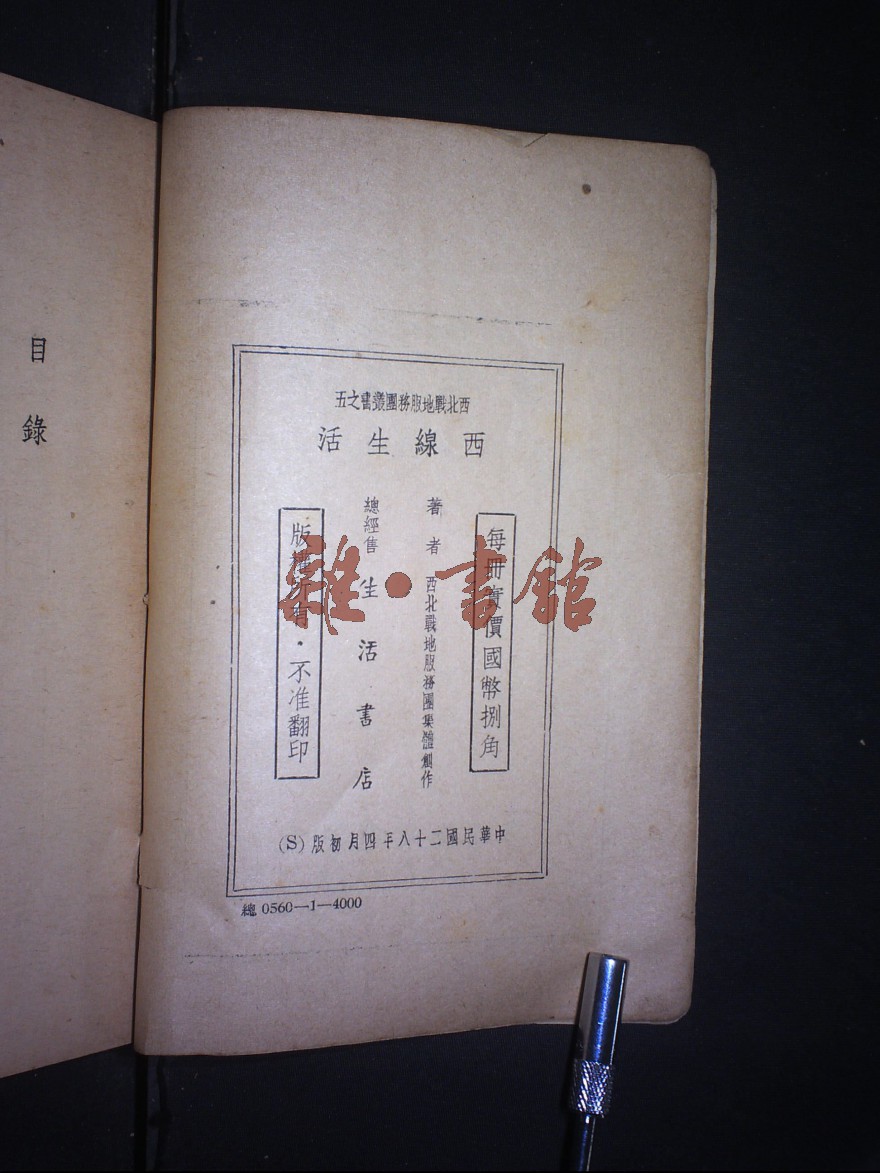 西北戰地服務團叢書之五
西線生活
每冊實價國幣捌角
著者 西北戰地服務團集體創作
總經售 生活書店
版權所有・不准翻印
中華民國二十八年四月初版(S)
總 0560—1—4000
目錄
雜・書館